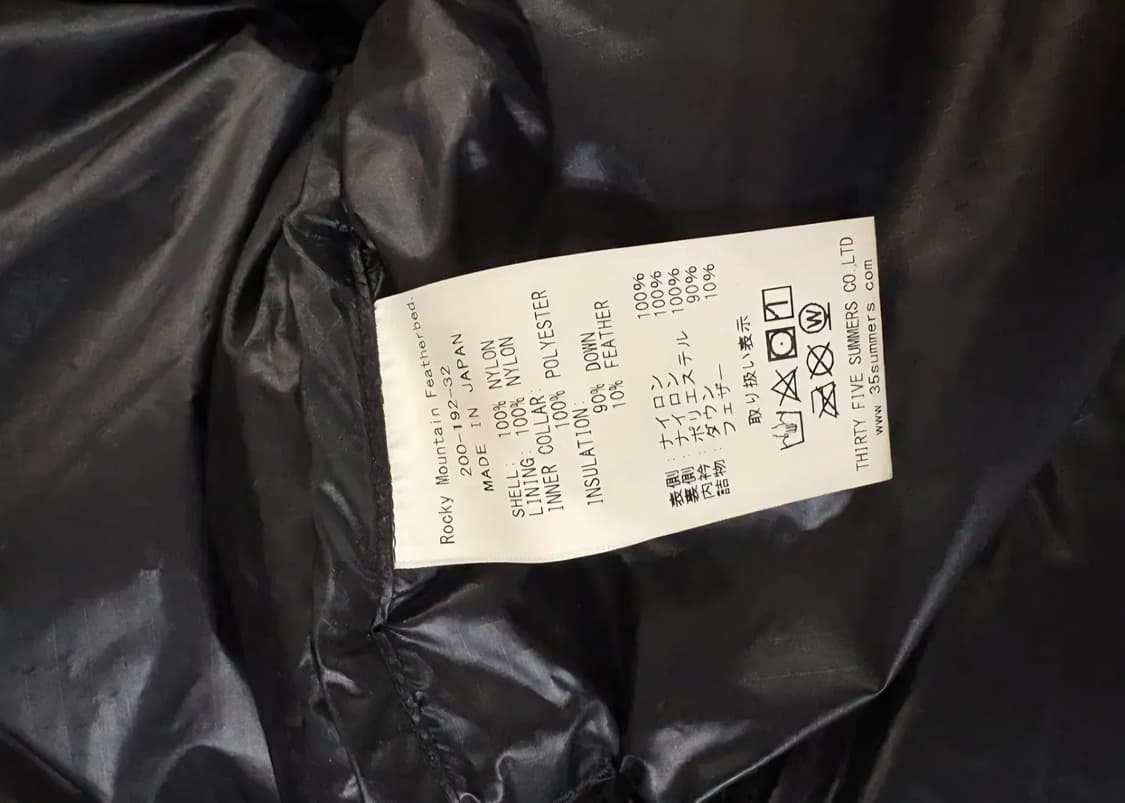 Rocky Mountain Featherbed.
200-192-32
MADE IN JAPAN
SHELL: 100% NYLON
LINING: 100% NYLON
INNER COLLAR:
100% POLYESTER
INSULATION:
90% DOWN
10% FEATHER
表側 : ナイロン 100%
裏側 : ナイロン 100%
内衿 : ポリエステル 100%
詰物 : ダウン 90%
フェザー 10%
取り扱い表示
W
THIRTY FIVE SUMMERS CO.,LTD
www 35summers.com